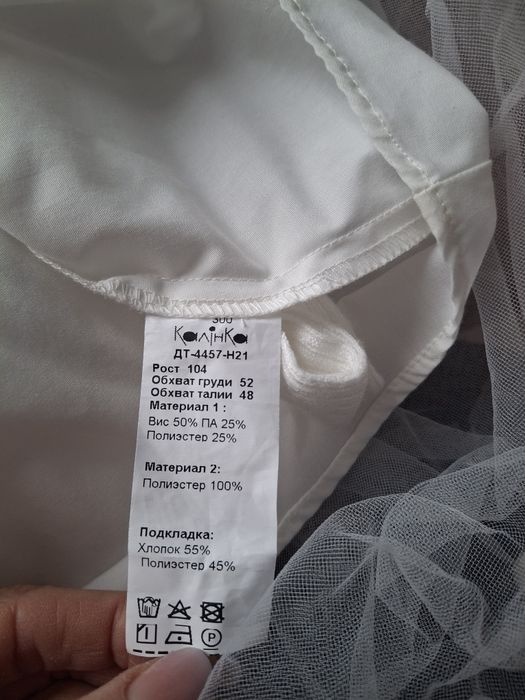 ЗОО
КалінКа
ДТ-4457-Н21
Рост 104
Обхват груди 52
Обхват талии 48
Материал 1 :
Вис 50% ПА 25%
Полиэстер 25%
Материал 2:
Полиэстер 100%
Подкладка:
Хлопок 55%
Полиэстер 45%
P